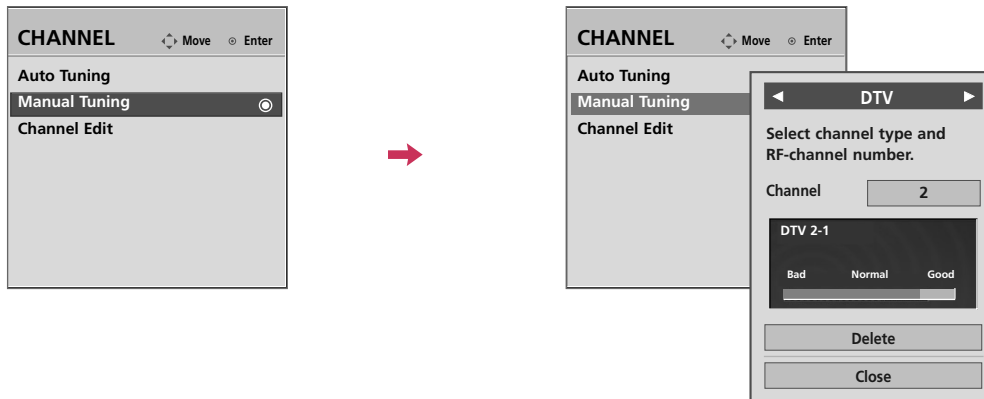 CHANNEL Move Enter
Auto Tuning
Manual Tuning
Channel Edit
CHANNEL Move Enter
Auto Tuning
Manual Tuning
Channel Edit
DTV
Select channel type and
RF-channel number.
Channel 2
DTV 2-1
Bad Normal Good
Delete
Close